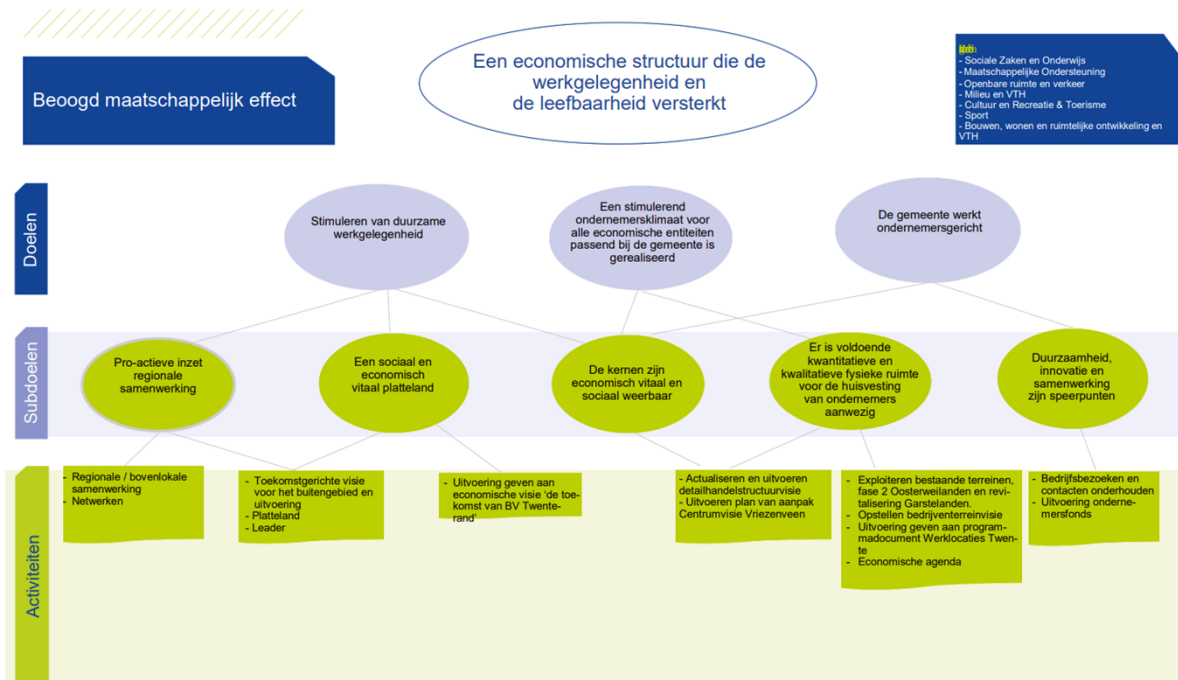 Beoogd maatschappelijk effect
Een economische structuur die de
werkgelegenheid en
de leefbaarheid versterkt
- Sociale Zaken en Onderwijs
- Maatschappelijke Ondersteuning
- Openbare ruimte en verkeer
- Milieu en VTH
- Cultuur en Recreatie & Toerisme
- Sport
- Bouwen, wonen en ruimtelijke ontwikkeling en
VTH
Doelen
Stimuleren van duurzame
werkgelegenheid
Een stimulerend
ondernemersklimaat voor
alle economische entiteiten
passend bij de gemeente is
gerealiseerd
De gemeente werkt
ondernemersgericht
Subdoelen
Pro-actieve inzet
regionale
samenwerking
Een sociaal en
economisch
vitaal platteland
De kernen zijn
economisch vitaal en
sociaal weerbaar
Er is voldoende
kwantitatieve en
kwalitatieve fysieke ruimte
voor de huisvesting
van ondernemers
aanwezig
Duurzaamheid,
innovatie en
samenwerking
zijn speerpunten
Activiteiten
- Regionale / bovenlokale
samenwerking
- Netwerken
- Toekomstgerichte visie
voor het buitengebied en
uitvoering
- Platteland
- Leader
- Uitvoering geven aan
economische visie 'de toe-
komst van BV Twente-
rand'
- Actualiseren en uitvoeren
detailhandelstructuurvisie
- Uitvoeren plan van aanpak
Centrumvisie Vriezenveen
- Exploiteren bestaande terreinen,
fase 2 Oosterweilanden en revi-
talisering Garstelanden.
- Opstellen bedrijventerreinvisie
- Uitvoering geven aan program-
madocument Werklocaties Twen-
te
- Economische agenda
- Bedrijfsbezoeken en
contacten onderhouden
- Uitvoering onderne-
mersfonds